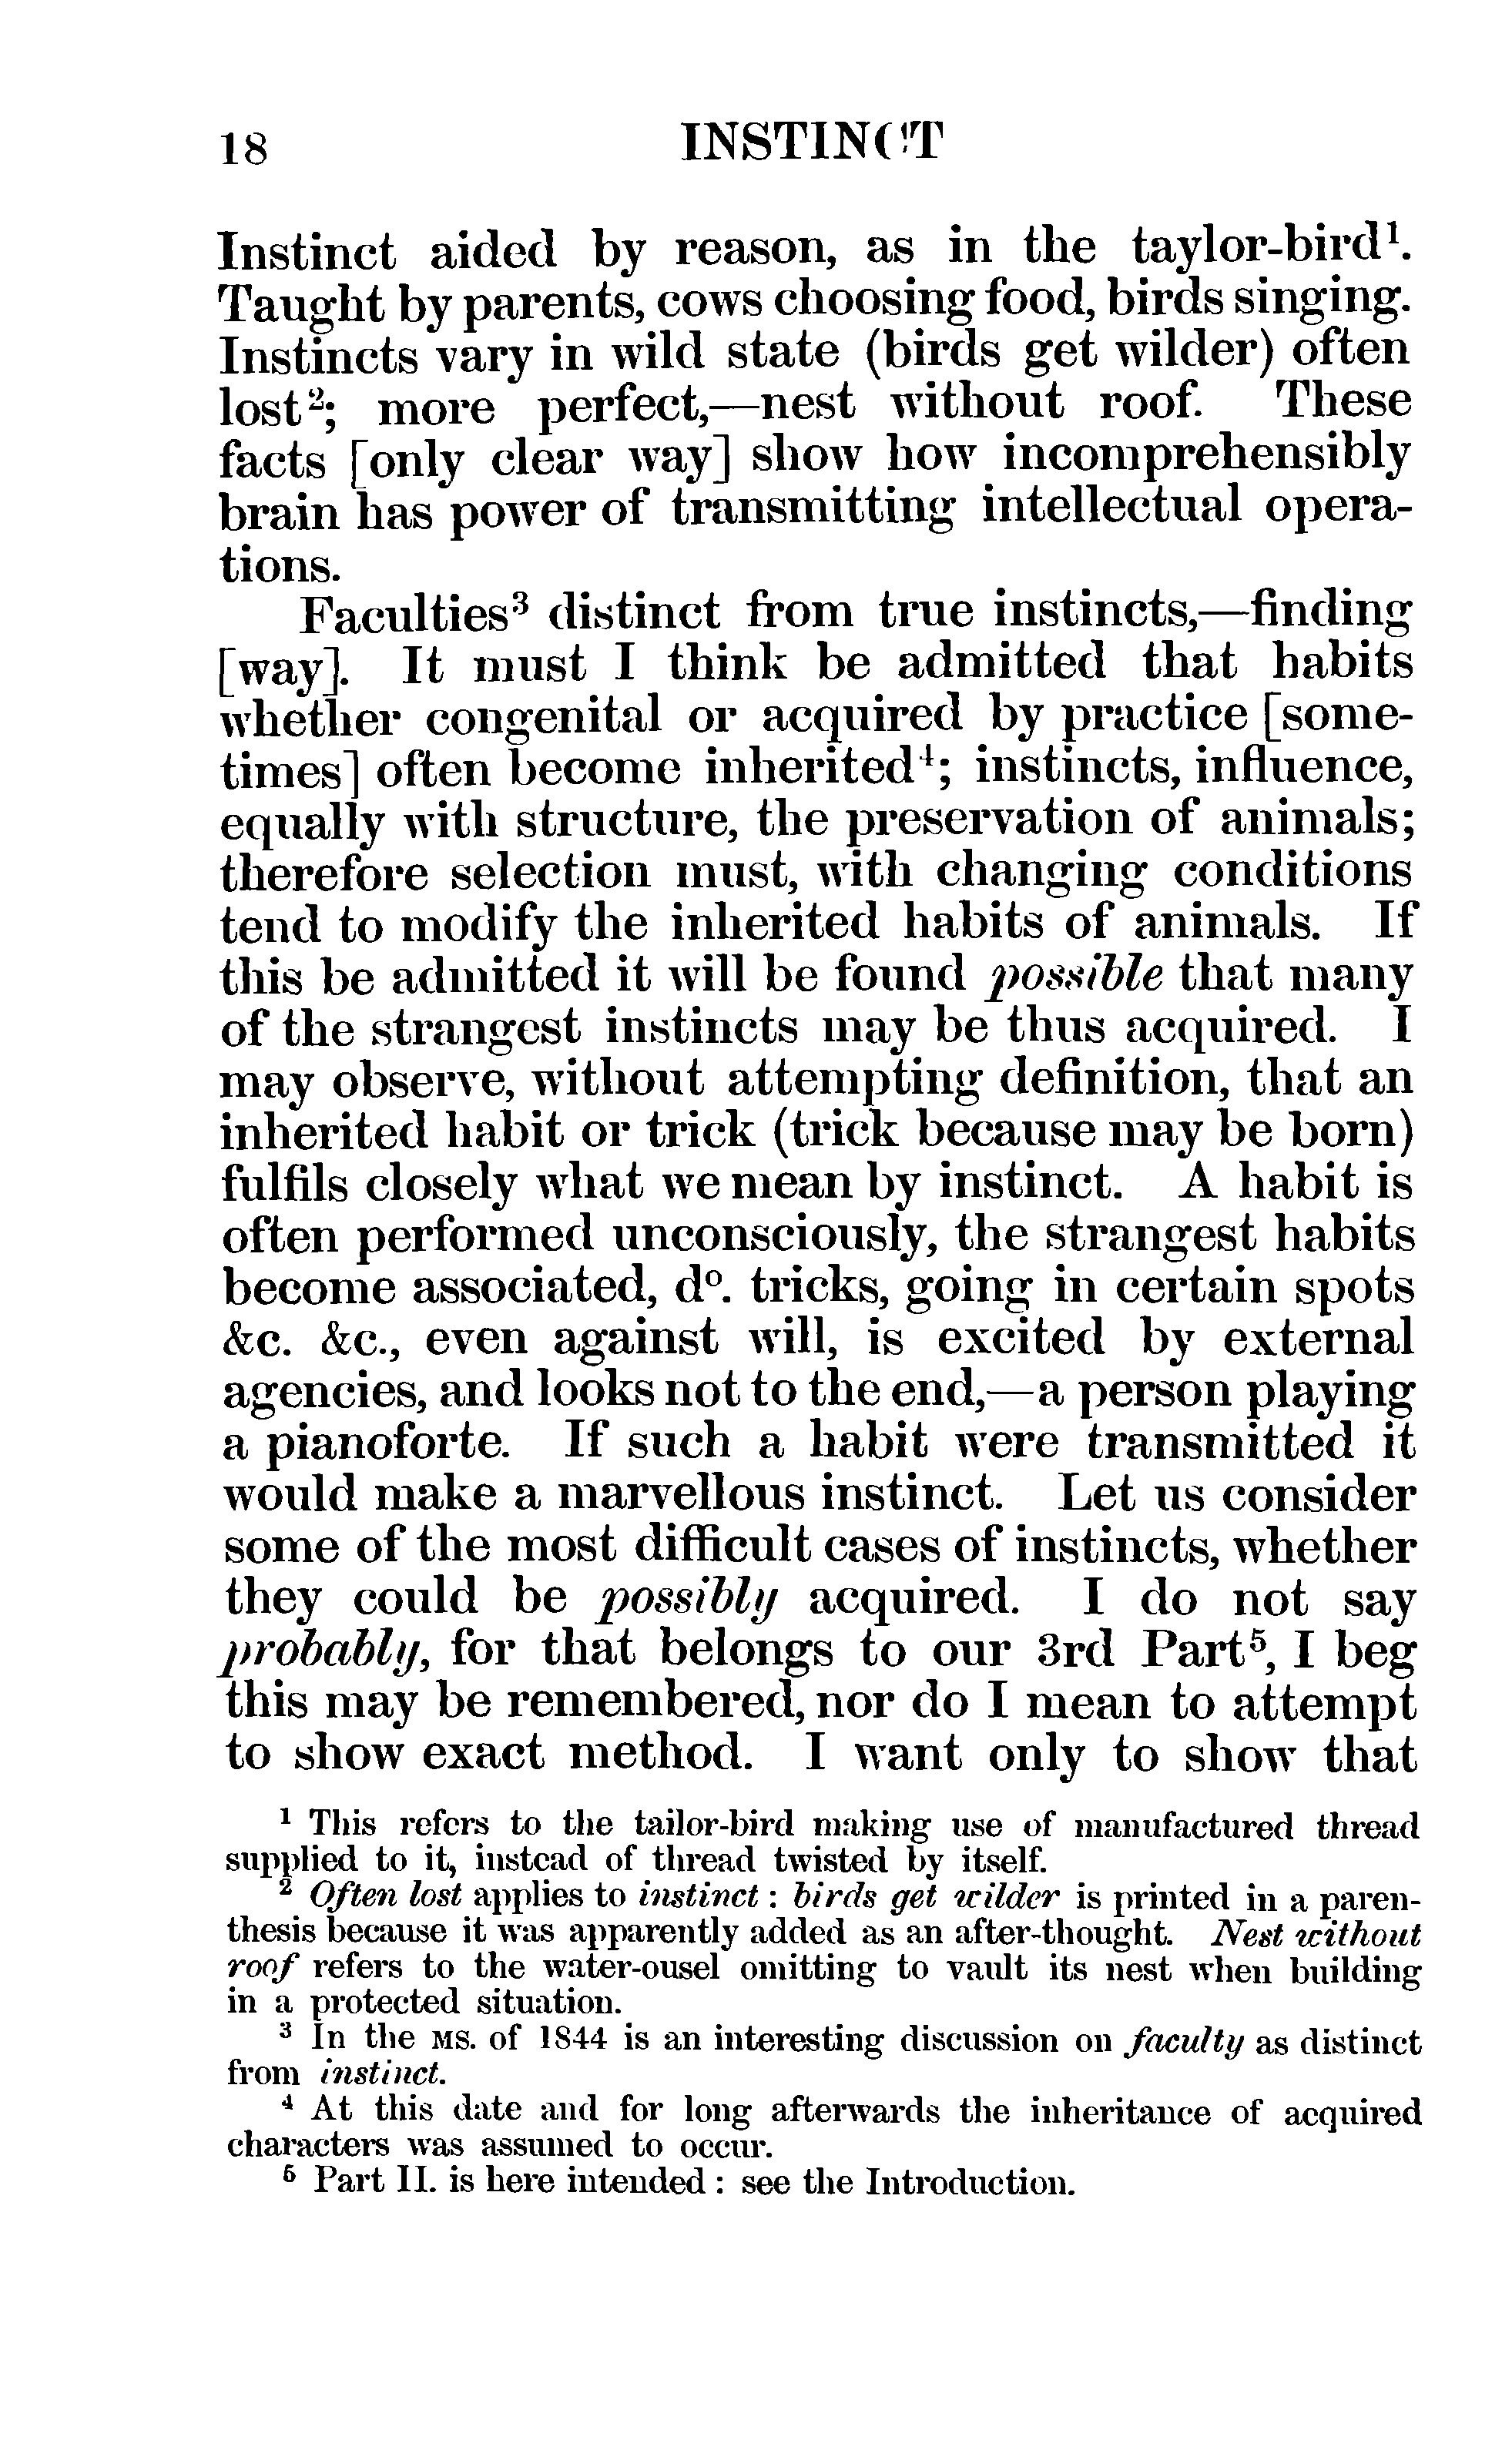 18 INSTINCT
Instinct aided by reason, as in the taylor-bird¹.
Taught by parents, cows choosing food, birds singing.
Instincts vary in wild state (birds get wilder) often
lost²; more perfect,—nest without roof. These
facts [only clear way] show how incomprehensibly
brain has power of transmitting intellectual opera-
tions.
Faculties³ distinct from true instincts,—finding
[way]. It must I think be admitted that habits
whether congenital or acquired by practice [some-
times] often become inherited⁴; instincts, influence,
equally with structure, the preservation of animals;
therefore selection must, with changing conditions
tend to modify the inherited habits of animals. If
this be admitted it will be found possible that many
of the strangest instincts may be thus acquired. I
may observe, without attempting definition, that an
inherited habit or trick (trick because may be born)
fulfils closely what we mean by instinct. A habit is
often performed unconsciously, the strangest habits
become associated, dº. tricks, going in certain spots
&c. &c., even against will, is excited by external
agencies, and looks not to the end,—a person playing
a pianoforte. If such a habit were transmitted it
would make a marvellous instinct. Let us consider
some of the most difficult cases of instincts, whether
they could be possibly acquired. I do not say
probably, for that belongs to our 3rd Part⁵, I beg
this may be remembered, nor do I mean to attempt
to show exact method. I want only to show that
¹ This refers to the tailor-bird making use of manufactured thread
supplied to it, instead of thread twisted by itself.
² Often lost applies to instinct: birds get wilder is printed in a paren-
thesis because it was apparently added as an after-thought. Nest without
roof refers to the water-ousel omitting to vault its nest when building
in a protected situation.
³ In the MS. of 1844 is an interesting discussion on faculty as distinct
from instinct.
⁴ At this date and for long afterwards the inheritance of acquired
characters was assumed to occur.
⁵ Part II. is here intended: see the Introduction.